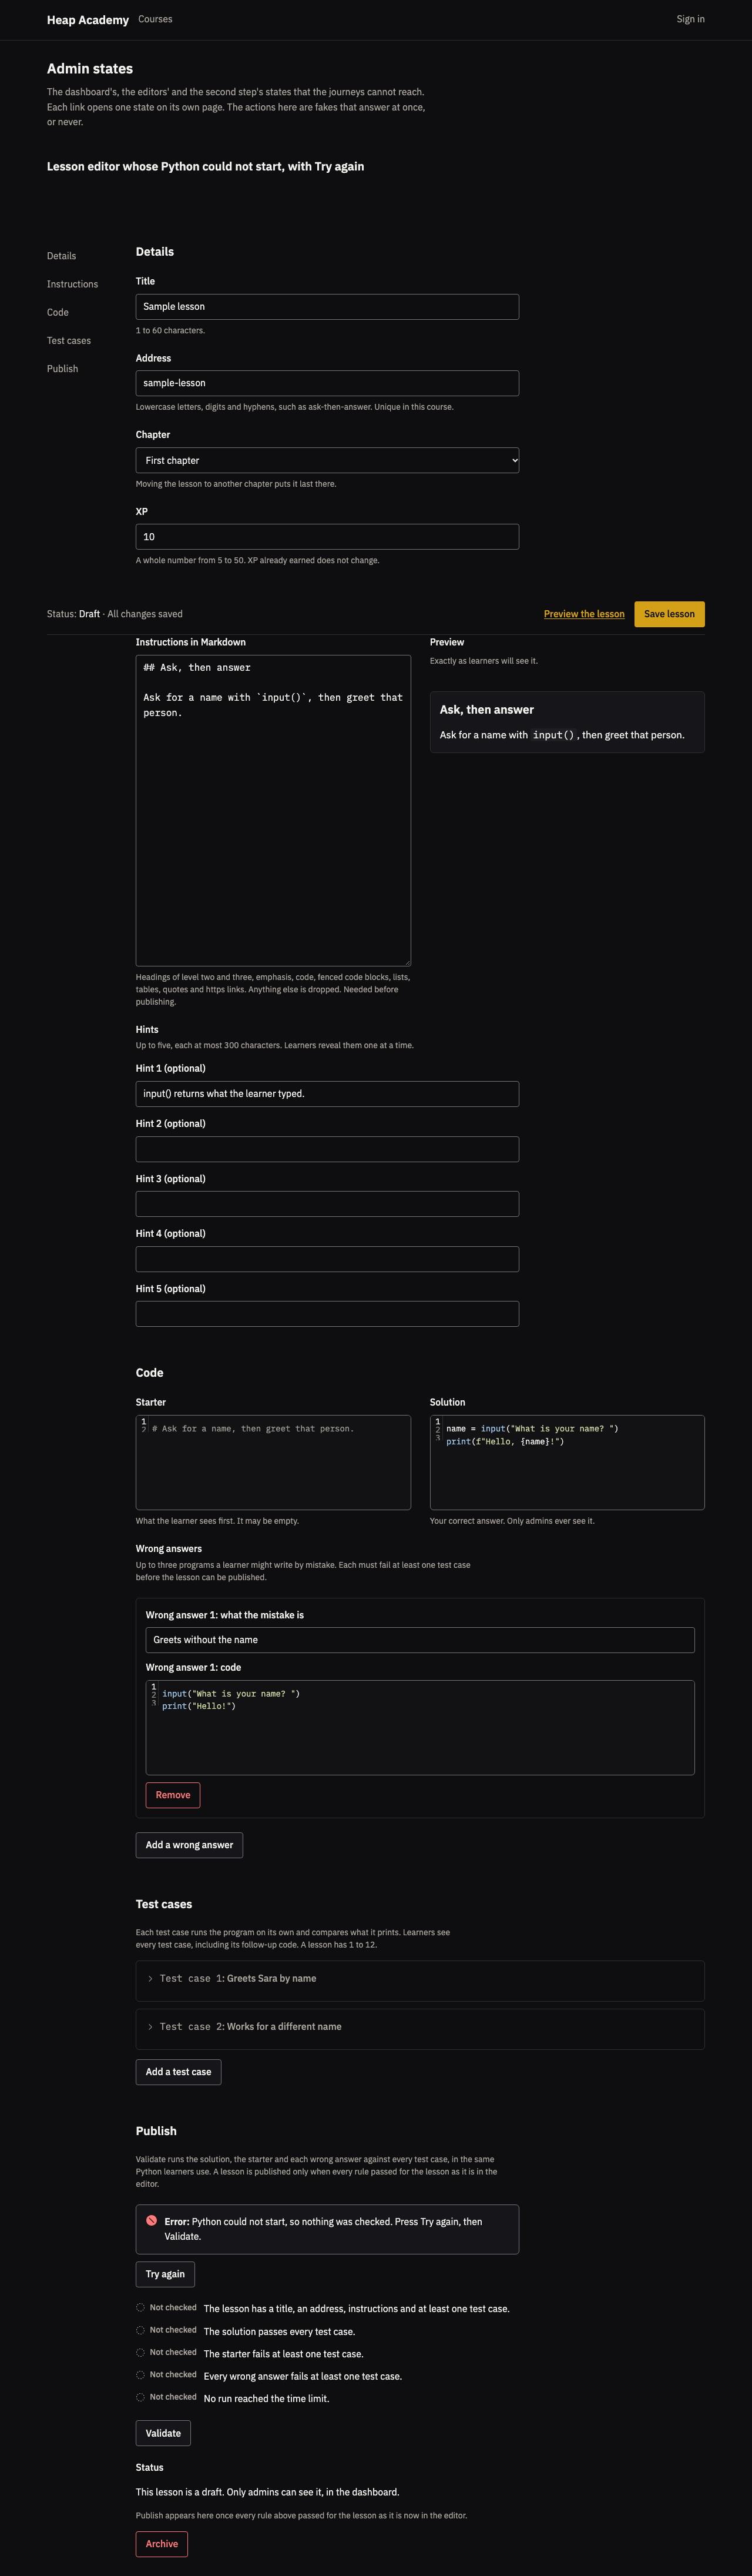 Heap Academy
Courses
Sign in
Admin states
The dashboard's, the editors' and the second step's states that the journeys cannot reach.
Each link opens one state on its own page. The actions here are fakes that answer at once,
or never.
Lesson editor whose Python could not start, with Try again
Details
Instructions
Code
Test cases
Publish
Details
Title
Sample lesson
1 to 60 characters.
Address
sample-lesson
Lowercase letters, digits and hyphens, such as ask-then-answer. Unique in this course.
Chapter
First chapter
Moving the lesson to another chapter puts it last there.
XP
10
A whole number from 5 to 50. XP already earned does not change.
Status: Draft · All changes saved
Preview the lesson
Save lesson
Instructions in Markdown
## Ask, then answer
Ask for a name with `input()`, then greet that
person.
Headings of level two and three, emphasis, code, fenced code blocks, lists,
tables, quotes and https links. Anything else is dropped. Needed before
publishing.
Preview
Exactly as learners will see it.
Ask, then answer
Ask for a name with input(), then greet that person.
Hints
Up to five, each at most 300 characters. Learners reveal them one at a time.
Hint 1 (optional)
input() returns what the learner typed.
Hint 2 (optional)
Hint 3 (optional)
Hint 4 (optional)
Hint 5 (optional)
Code
Starter
1
2
# Ask for a name, then greet that person.
What the learner sees first. It may be empty.
Solution
1
2
3
name = input("What is your name? ")
print(f"Hello, {name}!")
Your correct answer. Only admins ever see it.
Wrong answers
Up to three programs a learner might write by mistake. Each must fail at least one test case
before the lesson can be published.
Wrong answer 1: what the mistake is
Greets without the name
Wrong answer 1: code
1
2
3
input("What is your name? ")
print("Hello!")
Remove
Add a wrong answer
Test cases
Each test case runs the program on its own and compares what it prints. Learners see
every test case, including its follow-up code. A lesson has 1 to 12.
Test case 1: Greets Sara by name
Test case 2: Works for a different name
Add a test case
Publish
Validate runs the solution, the starter and each wrong answer against every test case, in the same
Python learners use. A lesson is published only when every rule passed for the lesson as it is in the
editor.
Error: Python could not start, so nothing was checked. Press Try again, then
Validate.
Try again
Not checked The lesson has a title, an address, instructions and at least one test case.
Not checked The solution passes every test case.
Not checked The starter fails at least one test case.
Not checked Every wrong answer fails at least one test case.
Not checked No run reached the time limit.
Validate
Status
This lesson is a draft. Only admins can see it, in the dashboard.
Publish appears here once every rule above passed for the lesson as it is now in the editor.
Archive